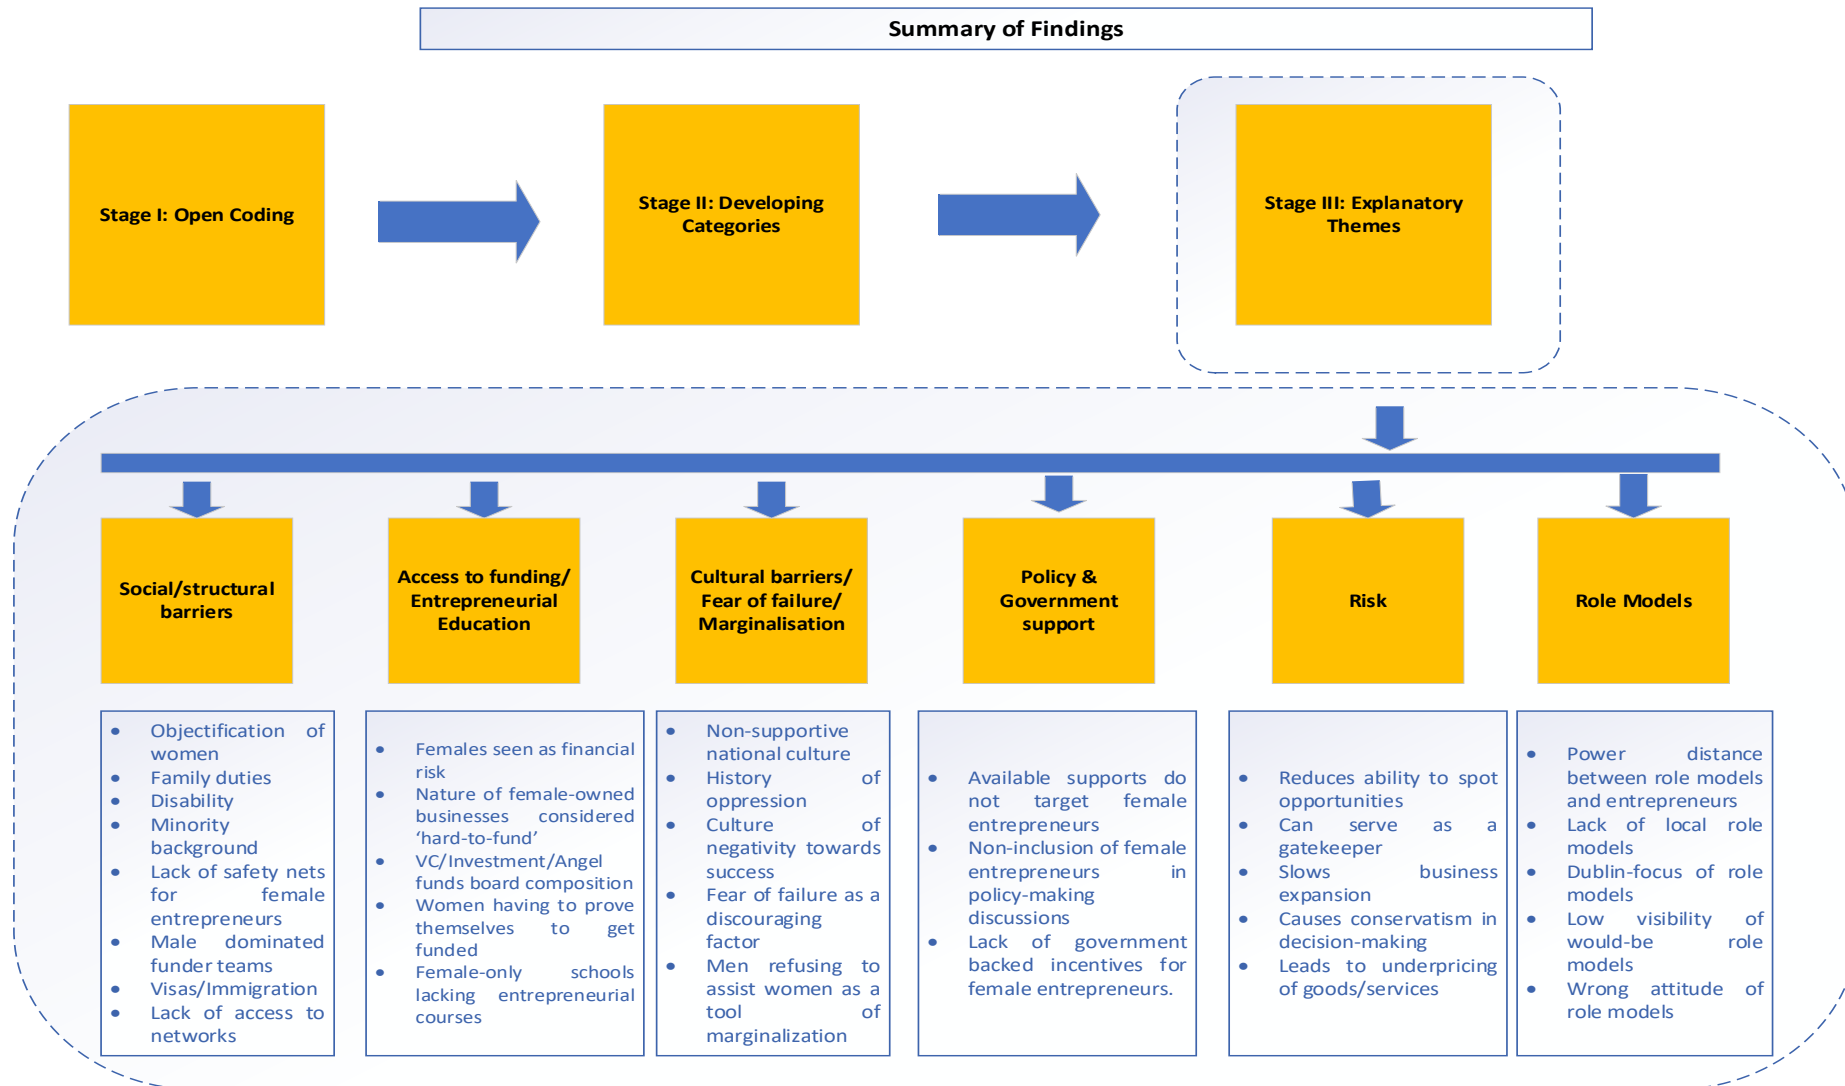 Summary of Findings
Stage I: Open Coding
Stage II: Developing
Categories
Stage III: Explanatory
Themes
Social/structural
barriers
Access to funding/
Entrepreneurial
Education
Cultural barriers/
Fear of failure/
Marginalisation
Policy &
Government
support
Risk
Role Models
• Objectification of
women
• Family duties
• Disability
• Minority
background
• Lack of safety nets
for female
entrepreneurs
• Male dominated
funder teams
• Visas/Immigration
• Lack of access to
networks
• Females seen as financial
risk
• Nature of female-owned
businesses considered
‘hard-to-fund’
• VC/Investment/Angel
funds board composition
• Women having to prove
themselves to get
funded
• Female-only schools
lacking entrepreneurial
courses
• Non-supportive
national culture
• History of
oppression
• Culture of
negativity towards
success
• Fear of failure as a
discouraging
factor
• Men refusing to
assist women as a
tool of
marginalization
• Available supports do
not target female
entrepreneurs
• Non-inclusion of female
entrepreneurs in
policy-making
discussions
• Lack of government
backed incentives for
female entrepreneurs.
• Reduces ability to spot
opportunities
• Can serve as a
gatekeeper
• Slows business
expansion
• Causes conservatism in
decision-making
• Leads to underpricing
of goods/services
• Power distance
between role models
and entrepreneurs
• Lack of local role
models
• Dublin-focus of role
models
• Low visibility of
would-be role
models
• Wrong attitude of
role models